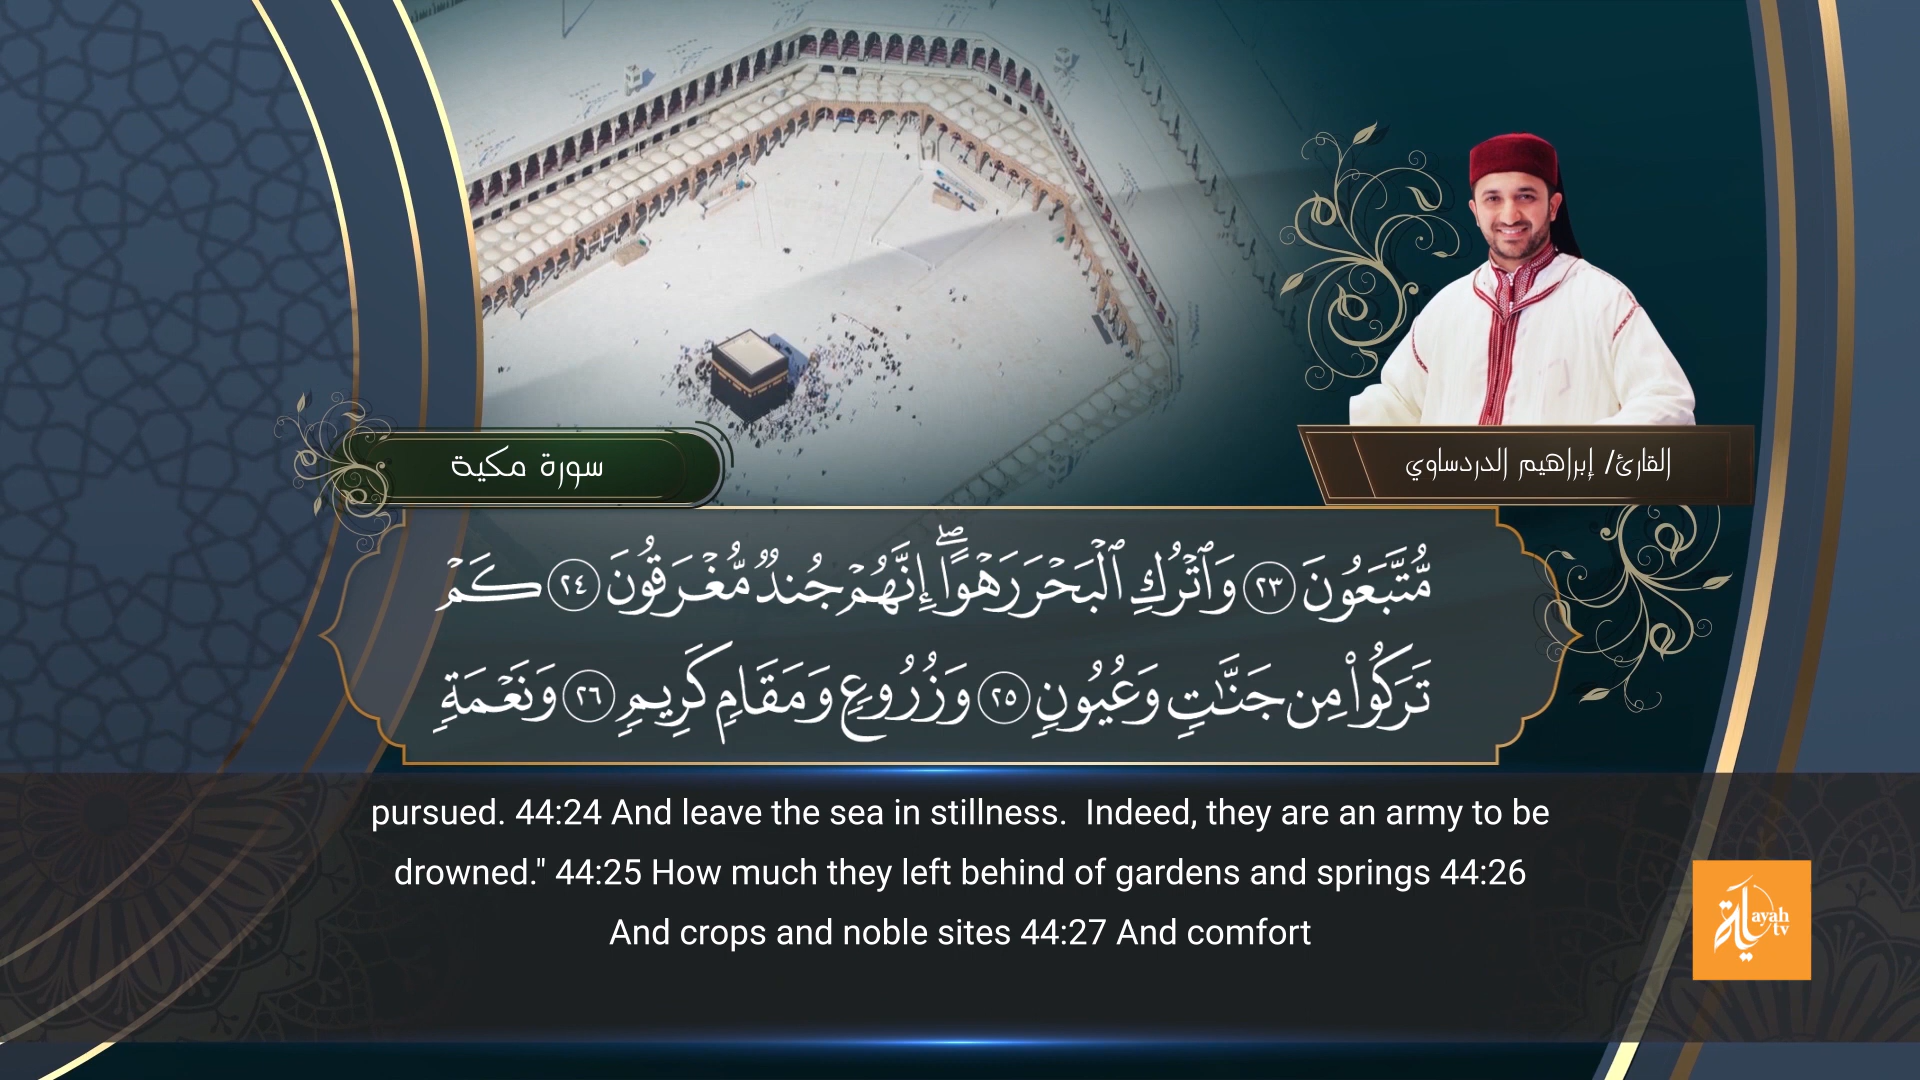 سورة مكية
القارئ/ إبراهيم الدردساوي
مُّتَّبَعُونَ ٢٣ وَٱتْرُكِ ٱلْبَحْرَ رَهْوًا ۖ إِنَّهُمْ جُندٌ مُّغْرَقُونَ ٢٤ كَمْ
تَرَكُوا۟ مِن جَنَّٰتٍ وَعُيُونٍ ٢٥ وَزُرُوعٍ وَمَقَامٍ كَرِيمٍ ٢٦ وَنَعْمَةٍ
pursued. 44:24 And leave the sea in stillness.  Indeed, they are an army to be
drowned." 44:25 How much they left behind of gardens and springs 44:26
And crops and noble sites 44:27 And comfort
آية
ayah
tv